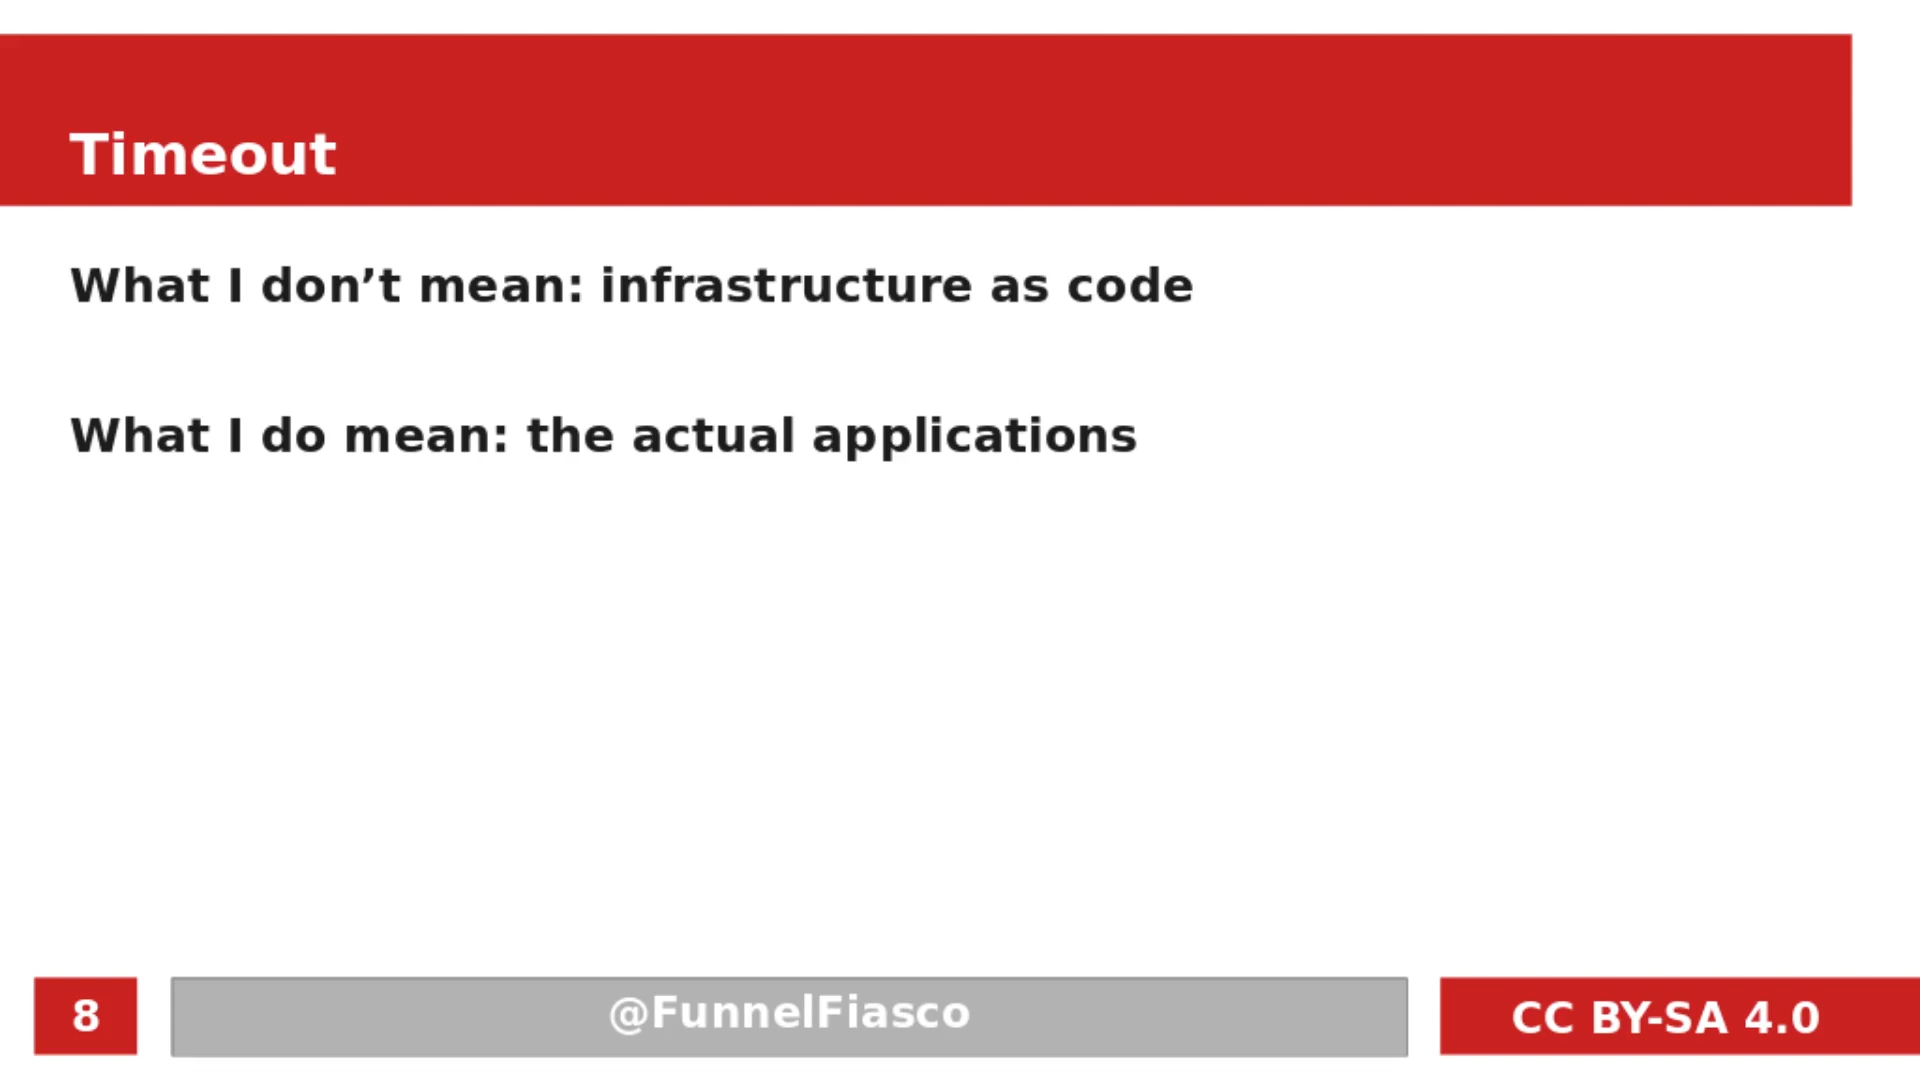 Timeout
What I don’t mean: infrastructure as code
What I do mean: the actual applications
8
@FunnelFiasco
CC BY-SA 4.0